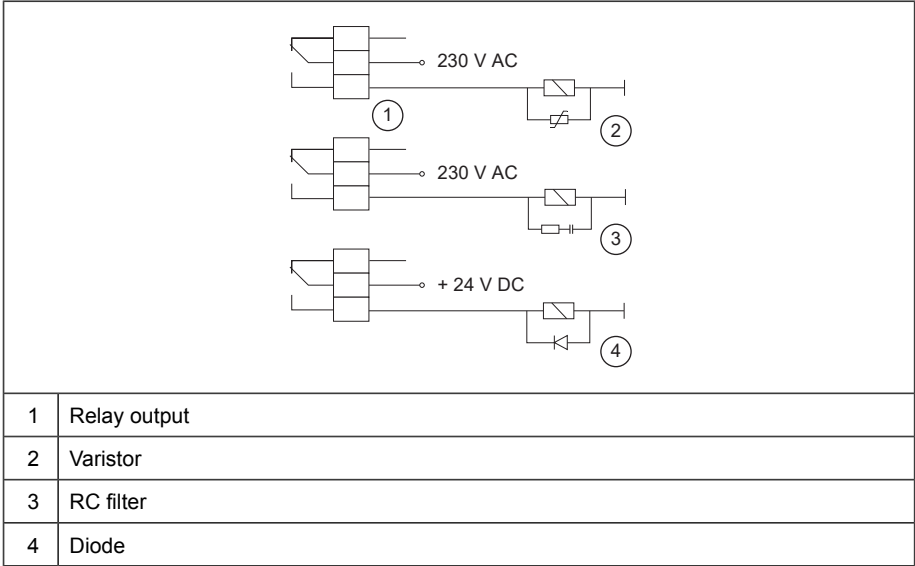 230 V AC
1
2
230 V AC
3
+ 24 V DC
4
1 Relay output
2 Varistor
3 RC filter
4 Diode